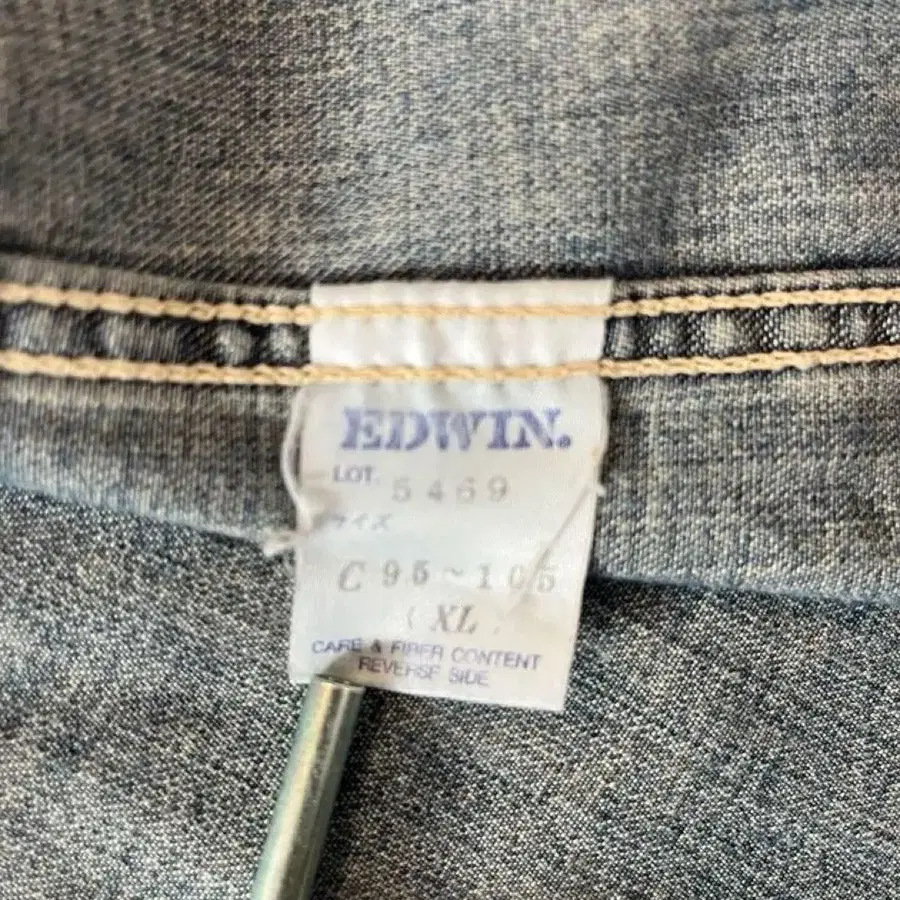 EDWIN.
LOT. 5469
サイズ
C 95~105
(XL)
CARE & FIBER CONTENT
REVERSE SIDE